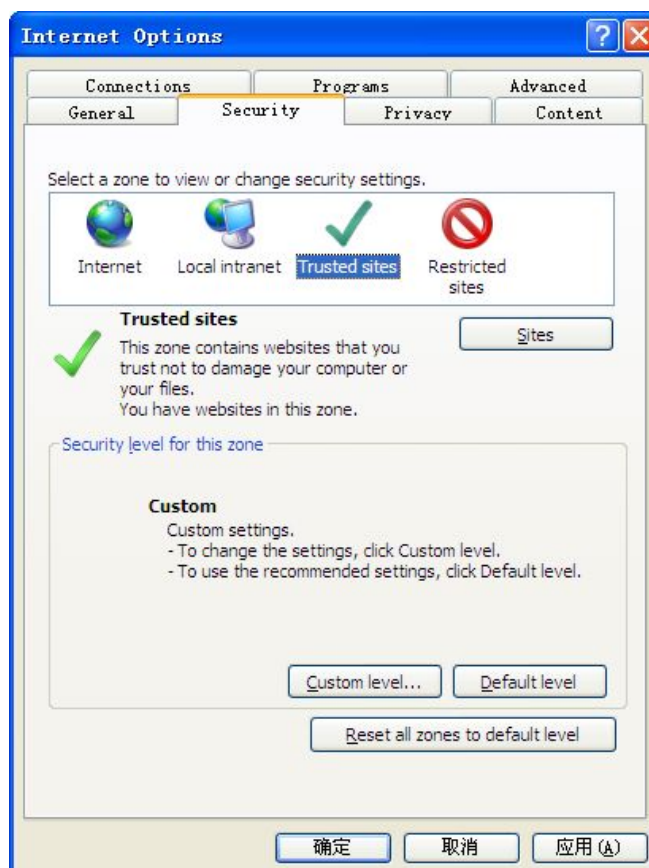 Internet Options
Connections Programs Advanced
General Security Privacy Content
Select a zone to view or change security settings.
Internet Local intranet Trusted sites Restricted sites
Trusted sites
Sites
This zone contains websites that you
trust not to damage your computer or
your files.
You have websites in this zone.
Security level for this zone
Custom
Custom settings.
- To change the settings, click Custom level.
- To use the recommended settings, click Default level.
Custom level... Default level
Reset all zones to default level
确定 取消 应用(A)